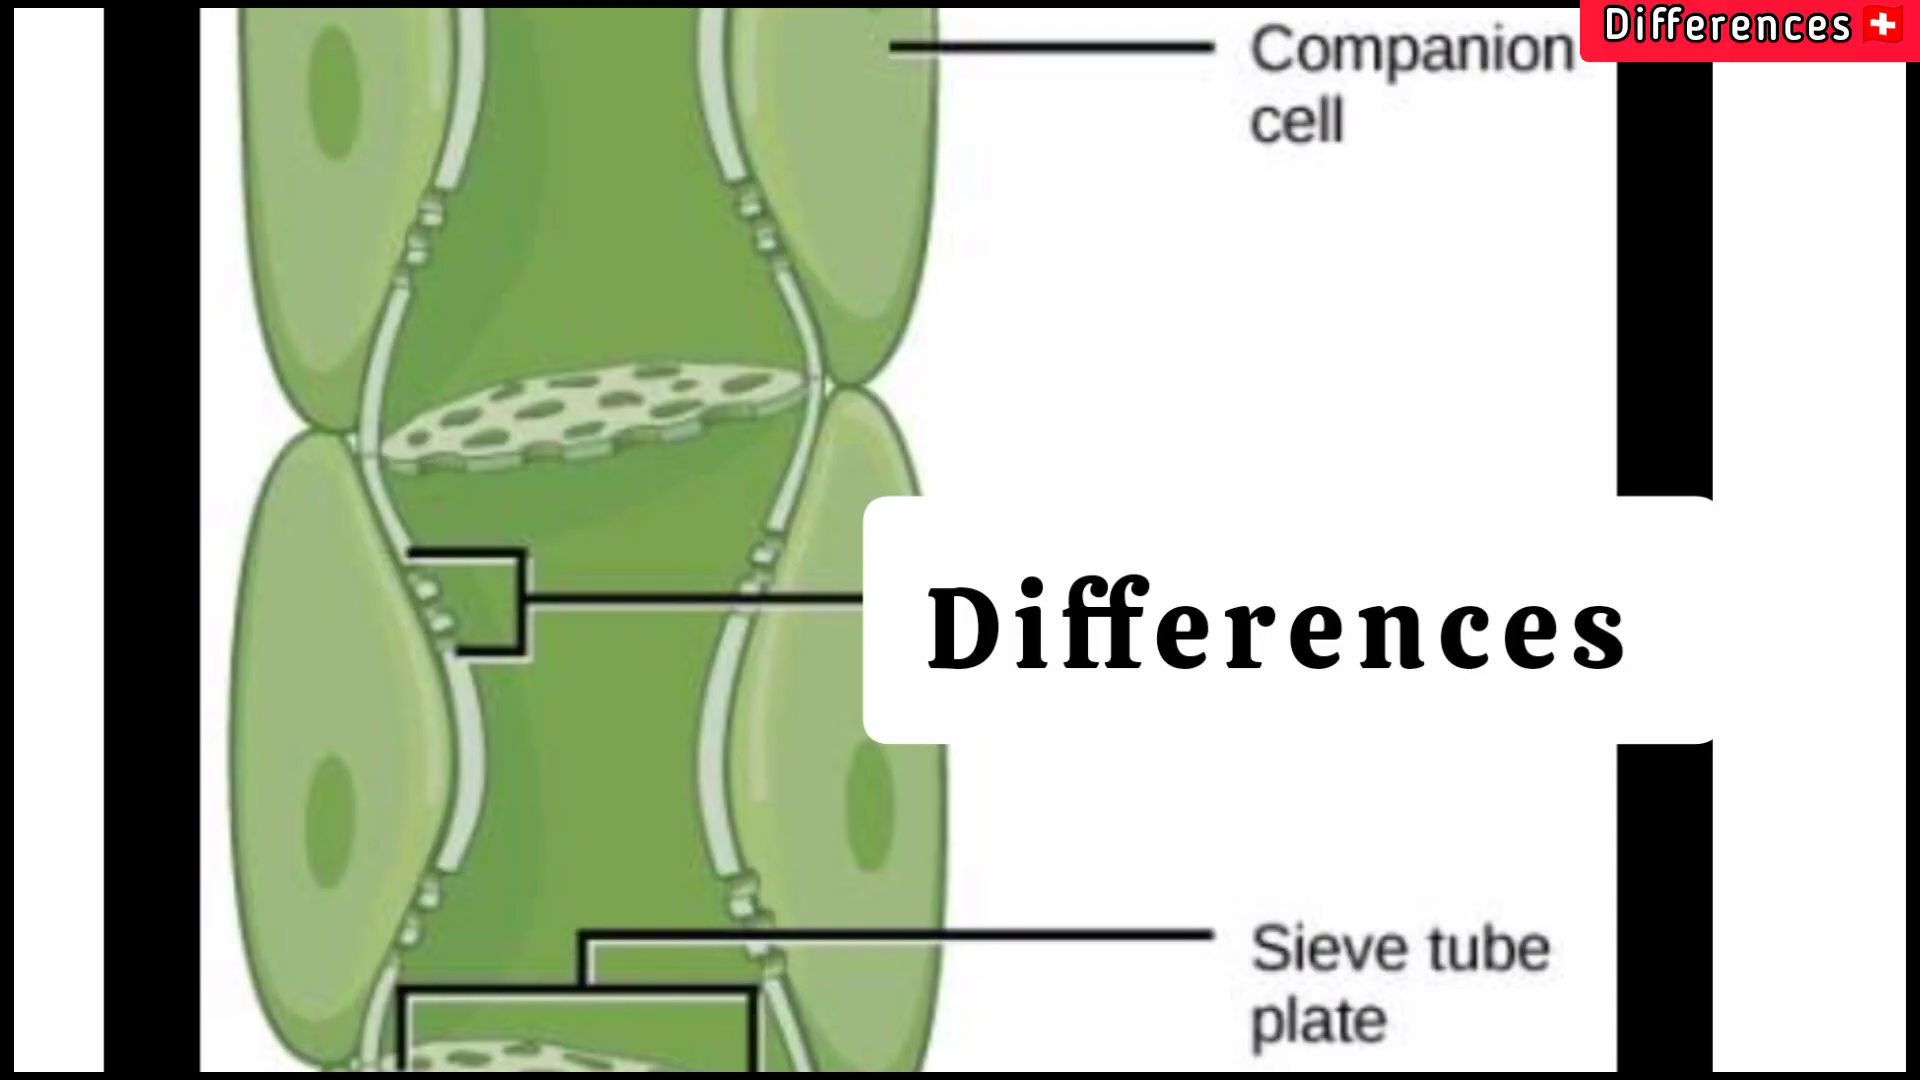 Differences
Companion
cell
Differences
Sieve tube
plate